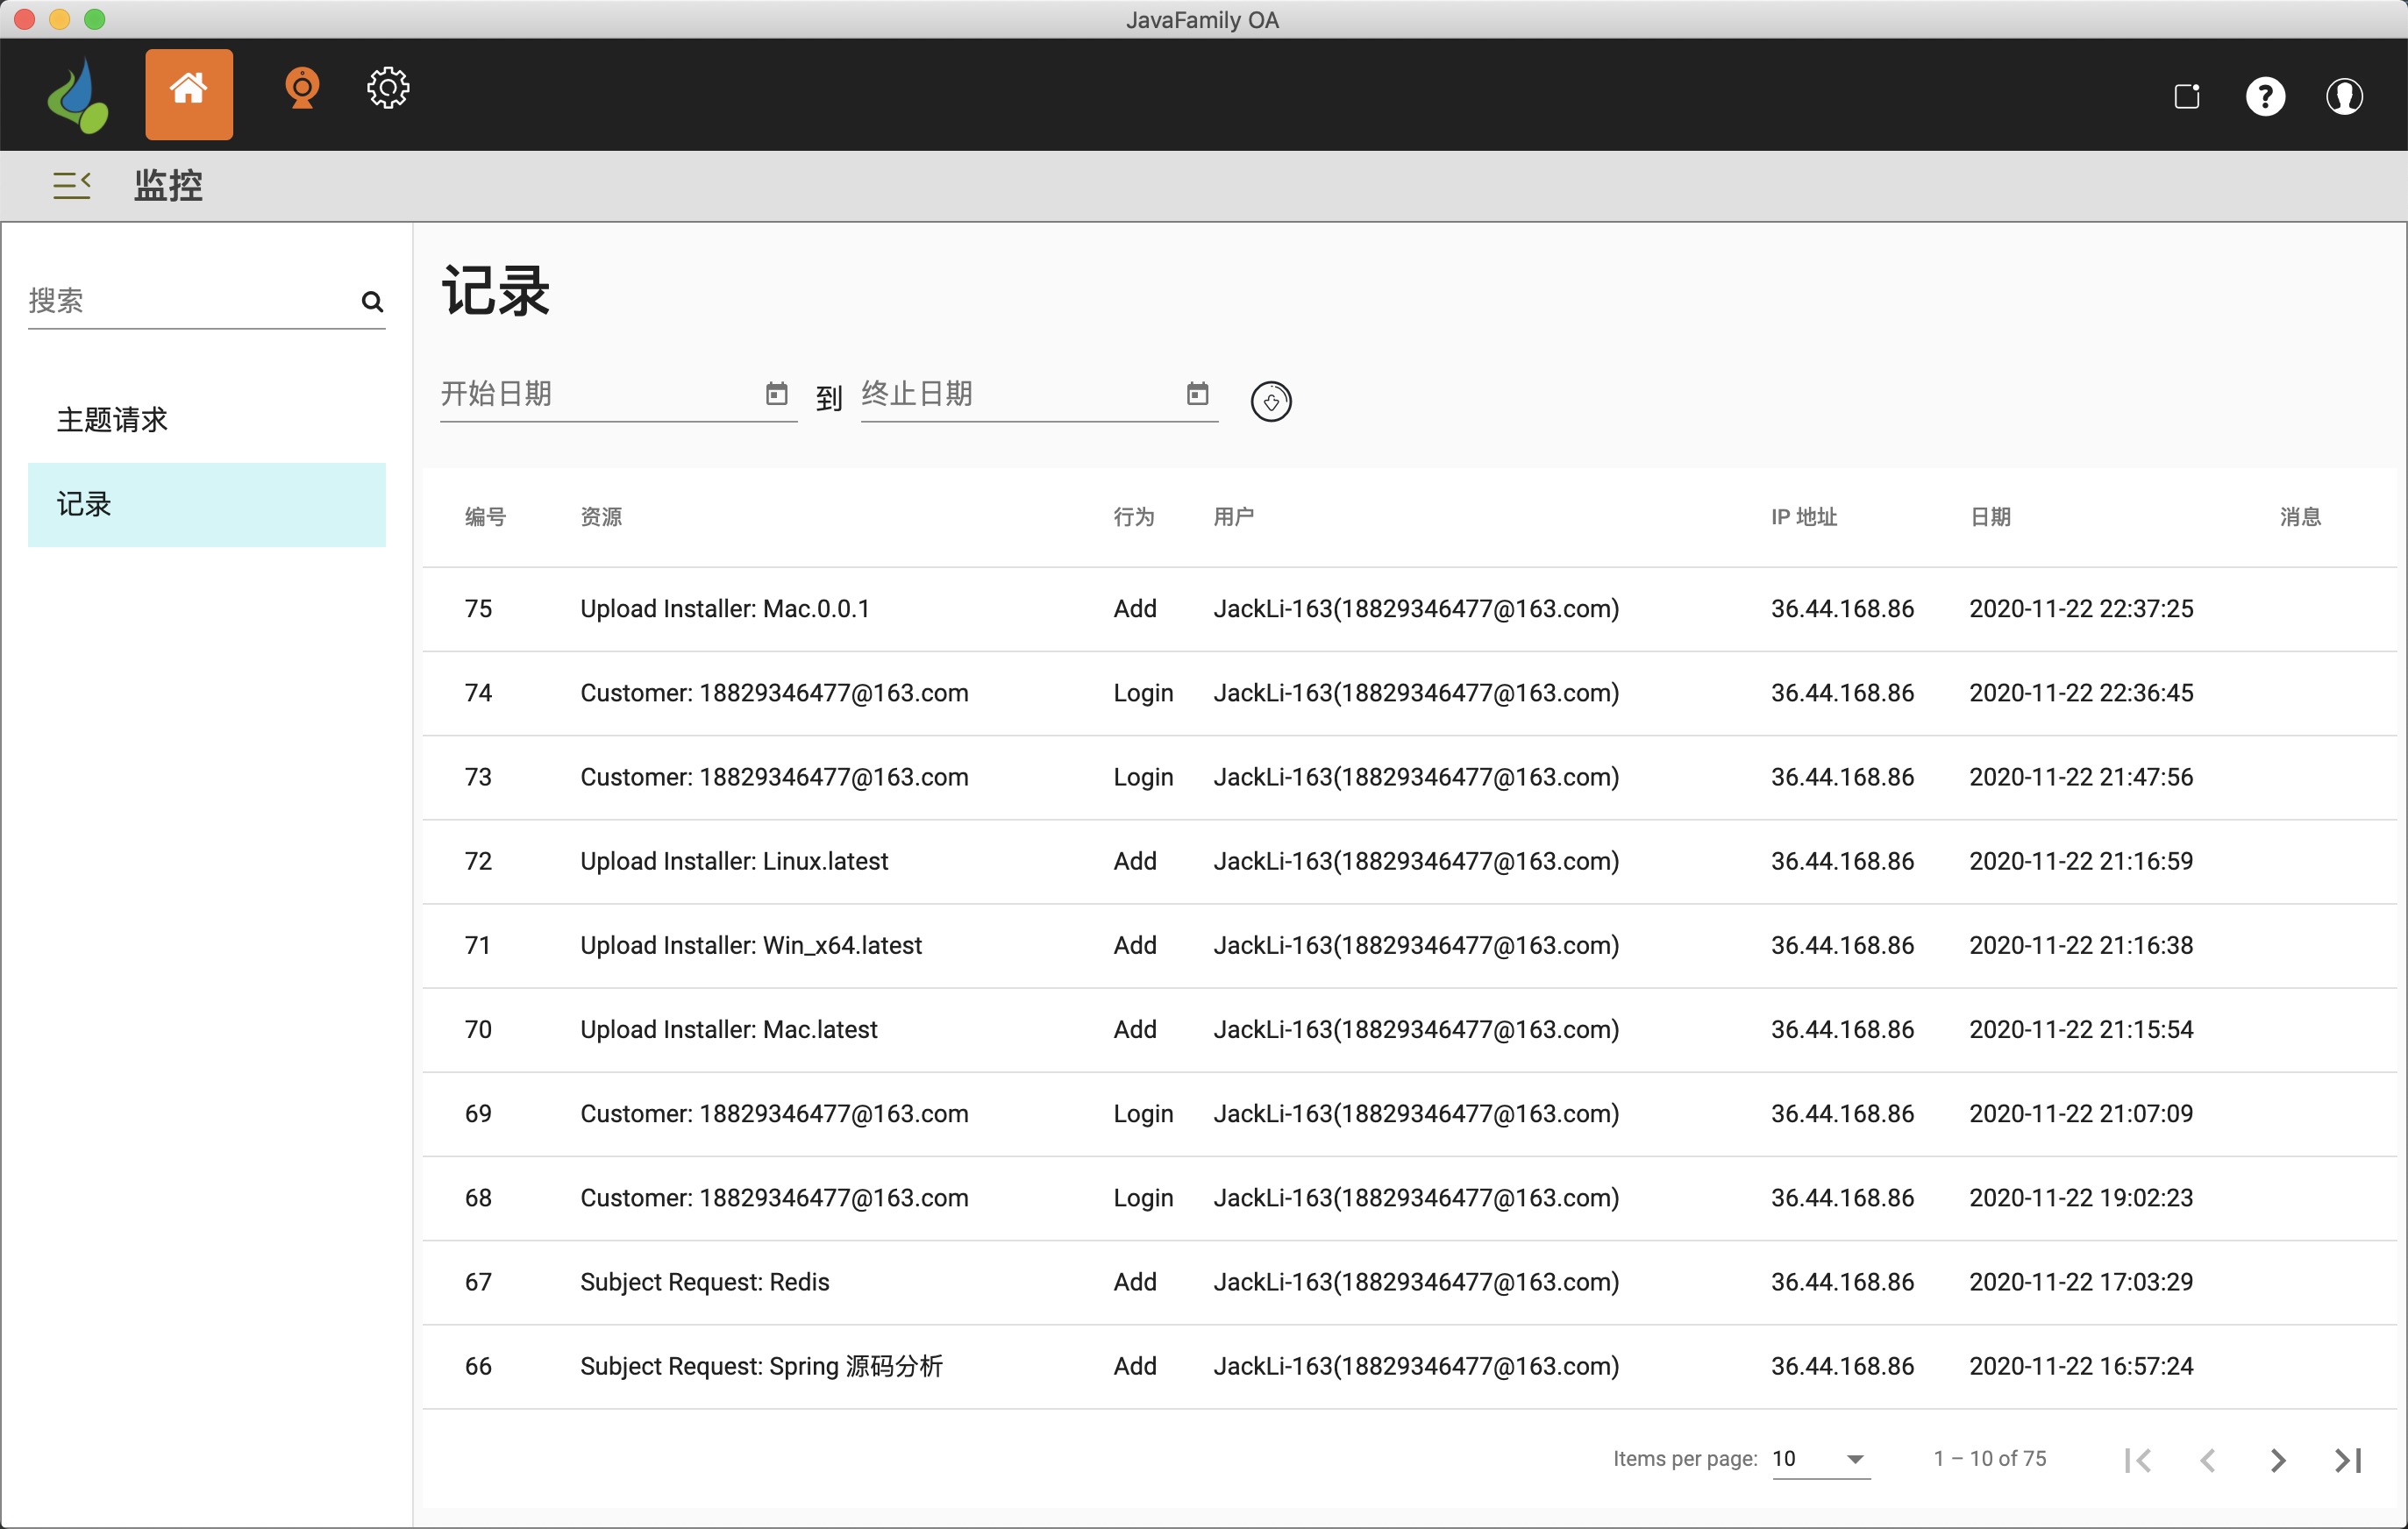 JavaFamily OA
监控
搜索
主题请求
记录
记录
开始日期 到 终止日期
编号 资源 行为 用户 IP 地址 日期 消息
75 Upload Installer: Mac.0.0.1 Add JackLi-163(18829346477@163.com) 36.44.168.86 2020-11-22 22:37:25
74 Customer: 18829346477@163.com Login JackLi-163(18829346477@163.com) 36.44.168.86 2020-11-22 22:36:45
73 Customer: 18829346477@163.com Login JackLi-163(18829346477@163.com) 36.44.168.86 2020-11-22 21:47:56
72 Upload Installer: Linux.latest Add JackLi-163(18829346477@163.com) 36.44.168.86 2020-11-22 21:16:59
71 Upload Installer: Win_x64.latest Add JackLi-163(18829346477@163.com) 36.44.168.86 2020-11-22 21:16:38
70 Upload Installer: Mac.latest Add JackLi-163(18829346477@163.com) 36.44.168.86 2020-11-22 21:15:54
69 Customer: 18829346477@163.com Login JackLi-163(18829346477@163.com) 36.44.168.86 2020-11-22 21:07:09
68 Customer: 18829346477@163.com Login JackLi-163(18829346477@163.com) 36.44.168.86 2020-11-22 19:02:23
67 Subject Request: Redis Add JackLi-163(18829346477@163.com) 36.44.168.86 2020-11-22 17:03:29
66 Subject Request: Spring 源码分析 Add JackLi-163(18829346477@163.com) 36.44.168.86 2020-11-22 16:57:24
Items per page: 10 1 – 10 of 75